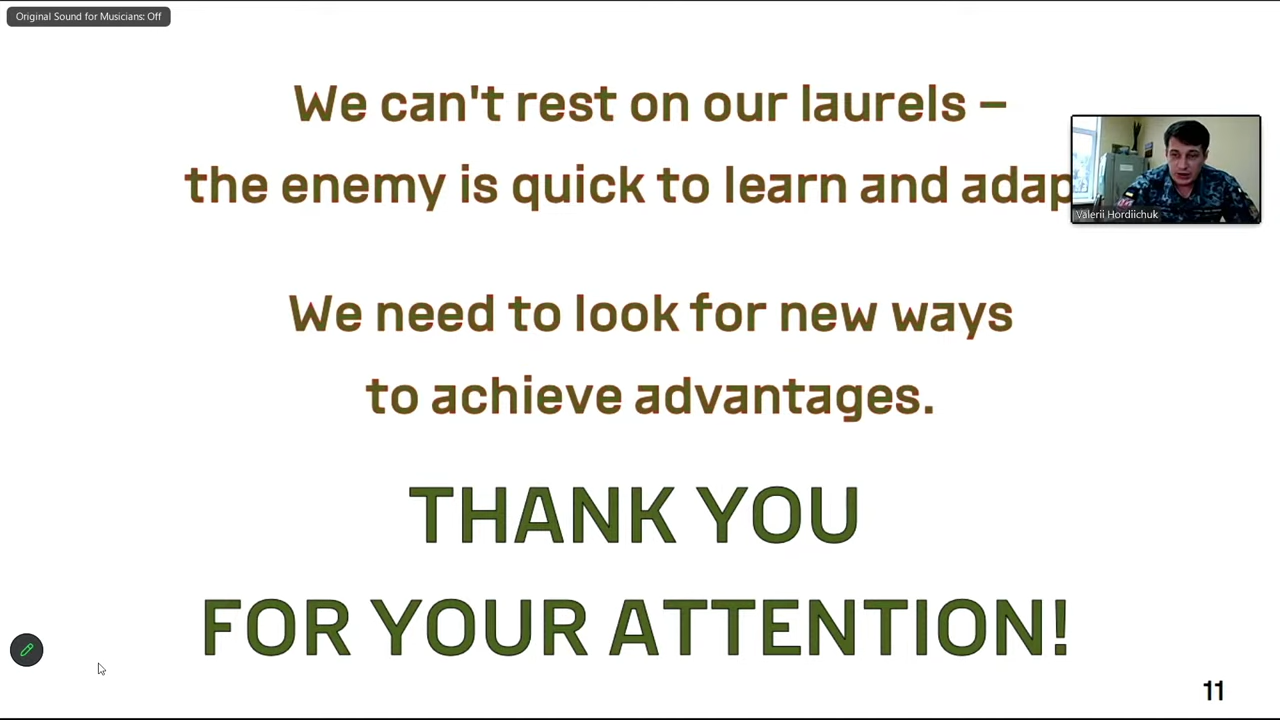 Original Sound for Musicians: Off
We can't rest on our laurels –
the enemy is quick to learn and adap
Valerii Hordiichuk
We need to look for new ways
to achieve advantages.
THANK YOU
FOR YOUR ATTENTION!
11